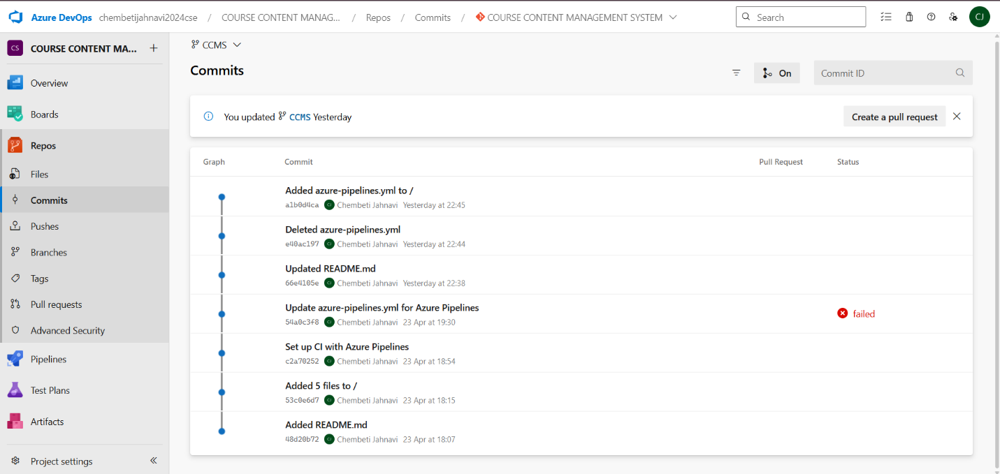 Azure DevOps chembetijahnavi2024cse / COURSE CONTENT MANAG... / Repos / Commits / COURSE CONTENT MANAGEMENT SYSTEM Search CJ
CS COURSE CONTENT MA... +
Overview
Boards
Repos
Files
Commits
Pushes
Branches
Tags
Pull requests
Advanced Security
Pipelines
Test Plans
Artifacts
Project settings
CCMS
Commits
On
Commit ID
You updated CCMS Yesterday
Create a pull request
Graph Commit Pull Request Status
Added azure-pipelines.yml to /
a1b0d4ca CJ Chembeti Jahnavi Yesterday at 22:45
Deleted azure-pipelines.yml
e40ac197 CJ Chembeti Jahnavi Yesterday at 22:44
Updated README.md
66e4105e CJ Chembeti Jahnavi Yesterday at 22:38
Update azure-pipelines.yml for Azure Pipelines
54a0c3f8 CJ Chembeti Jahnavi 23 Apr at 19:30
failed
Set up CI with Azure Pipelines
c2a70252 CJ Chembeti Jahnavi 23 Apr at 18:54
Added 5 files to /
53c0e6d7 CJ Chembeti Jahnavi 23 Apr at 18:15
Added README.md
48d20b72 CJ Chembeti Jahnavi 23 Apr at 18:07